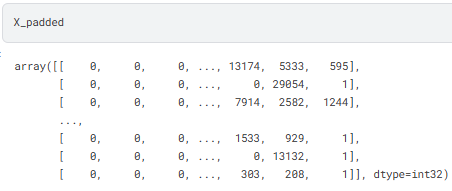 X_padded
array([[    0,     0,     0, ..., 13174,  5333,   595],
       [    0,     0,     0, ...,     0, 29054,     1],
       [    0,     0,     0, ...,  7914,  2582,  1244],
       ...,
       [    0,     0,     0, ...,  1533,   929,     1],
       [    0,     0,     0, ...,     0, 13132,     1],
       [    0,     0,     0, ...,   303,   208,     1]], dtype=int32)